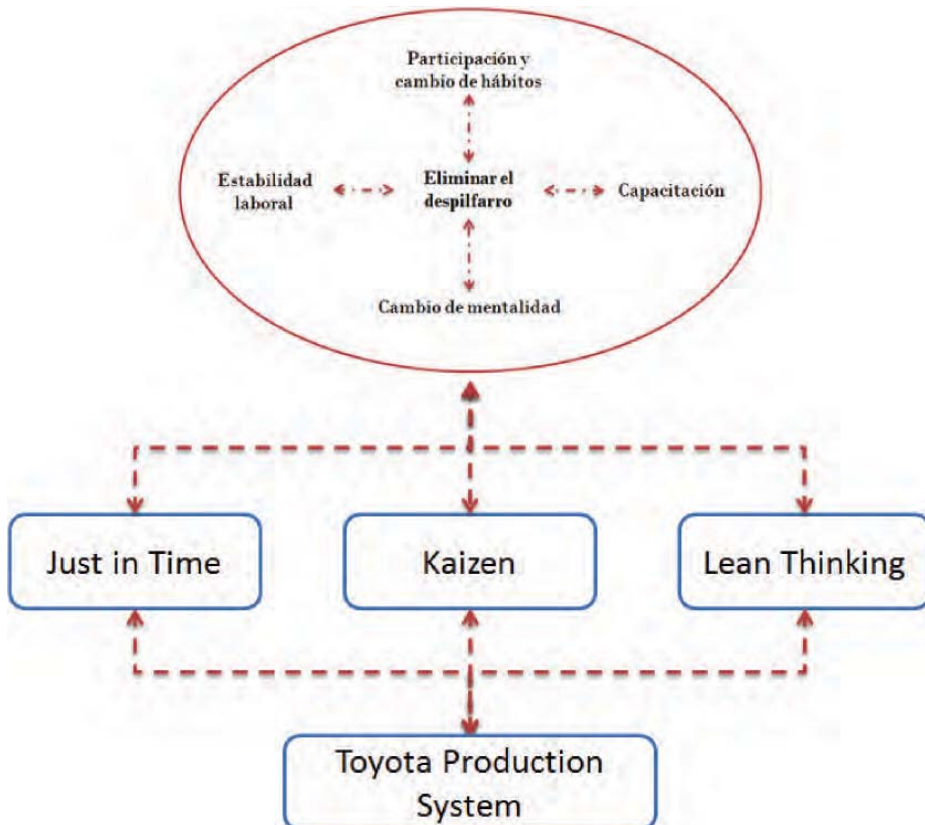 Participación y
cambio de hábitos
Estabilidad
laboral
Eliminar el
despilfarro
Capacitación
Cambio de mentalidad
Just in Time
Kaizen
Lean Thinking
Toyota Production
System